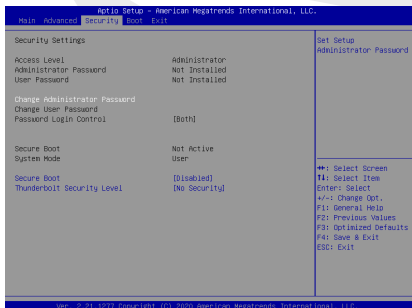 Aptio Setup - American Megatrends International, LLC.
Main Advanced Security Boot Exit
Security Settings
Access Level Administrator
Administrator Password Not Installed
User Password Not Installed
Change Administrator Password
Change User Password
Password Login Control [Both]
Secure Boot Not Active
System Mode User
Secure Boot [Disabled]
Thunderbolt Security Level [No Security]
Set Setup
Administrator Password
→←: Select Screen
↑↓: Select Item
Enter: Select
+/-: Change Opt.
F1: General Help
F2: Previous Values
F3: Optimized Defaults
F4: Save & Exit
ESC: Exit
Ver. 2.21.1277 Copyright (C) 2020 American Megatrends International, LLC.